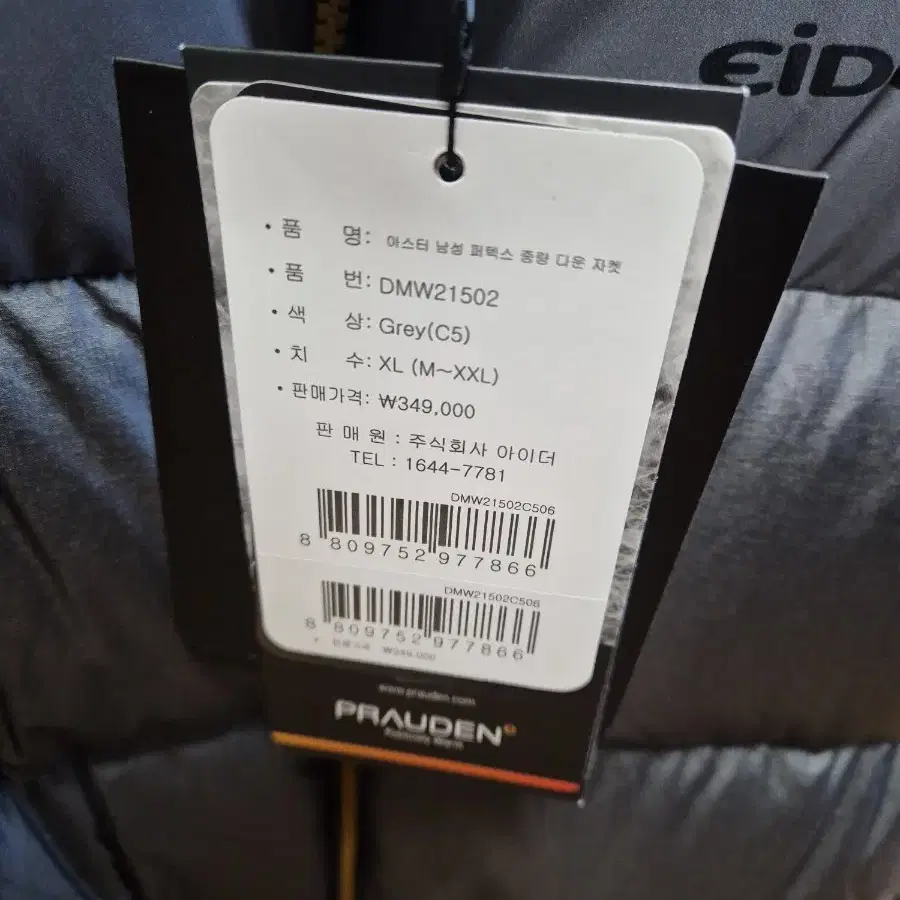 eiD
• 품 명: 아스터 남성 퍼텍스 중량 다운 자켓
• 품 번: DMW21502
• 색 상: Grey(C5)
• 치 수: XL (M~XXL)
• 판매가격: ₩349,000
판 매 원 : 주식회사 아이더
TEL : 1644-7781
DMW21502C506
8 809752 977866
DMW21502C506
8 809752 977866
₩349,000
www.prauden.com
PRAUDEN